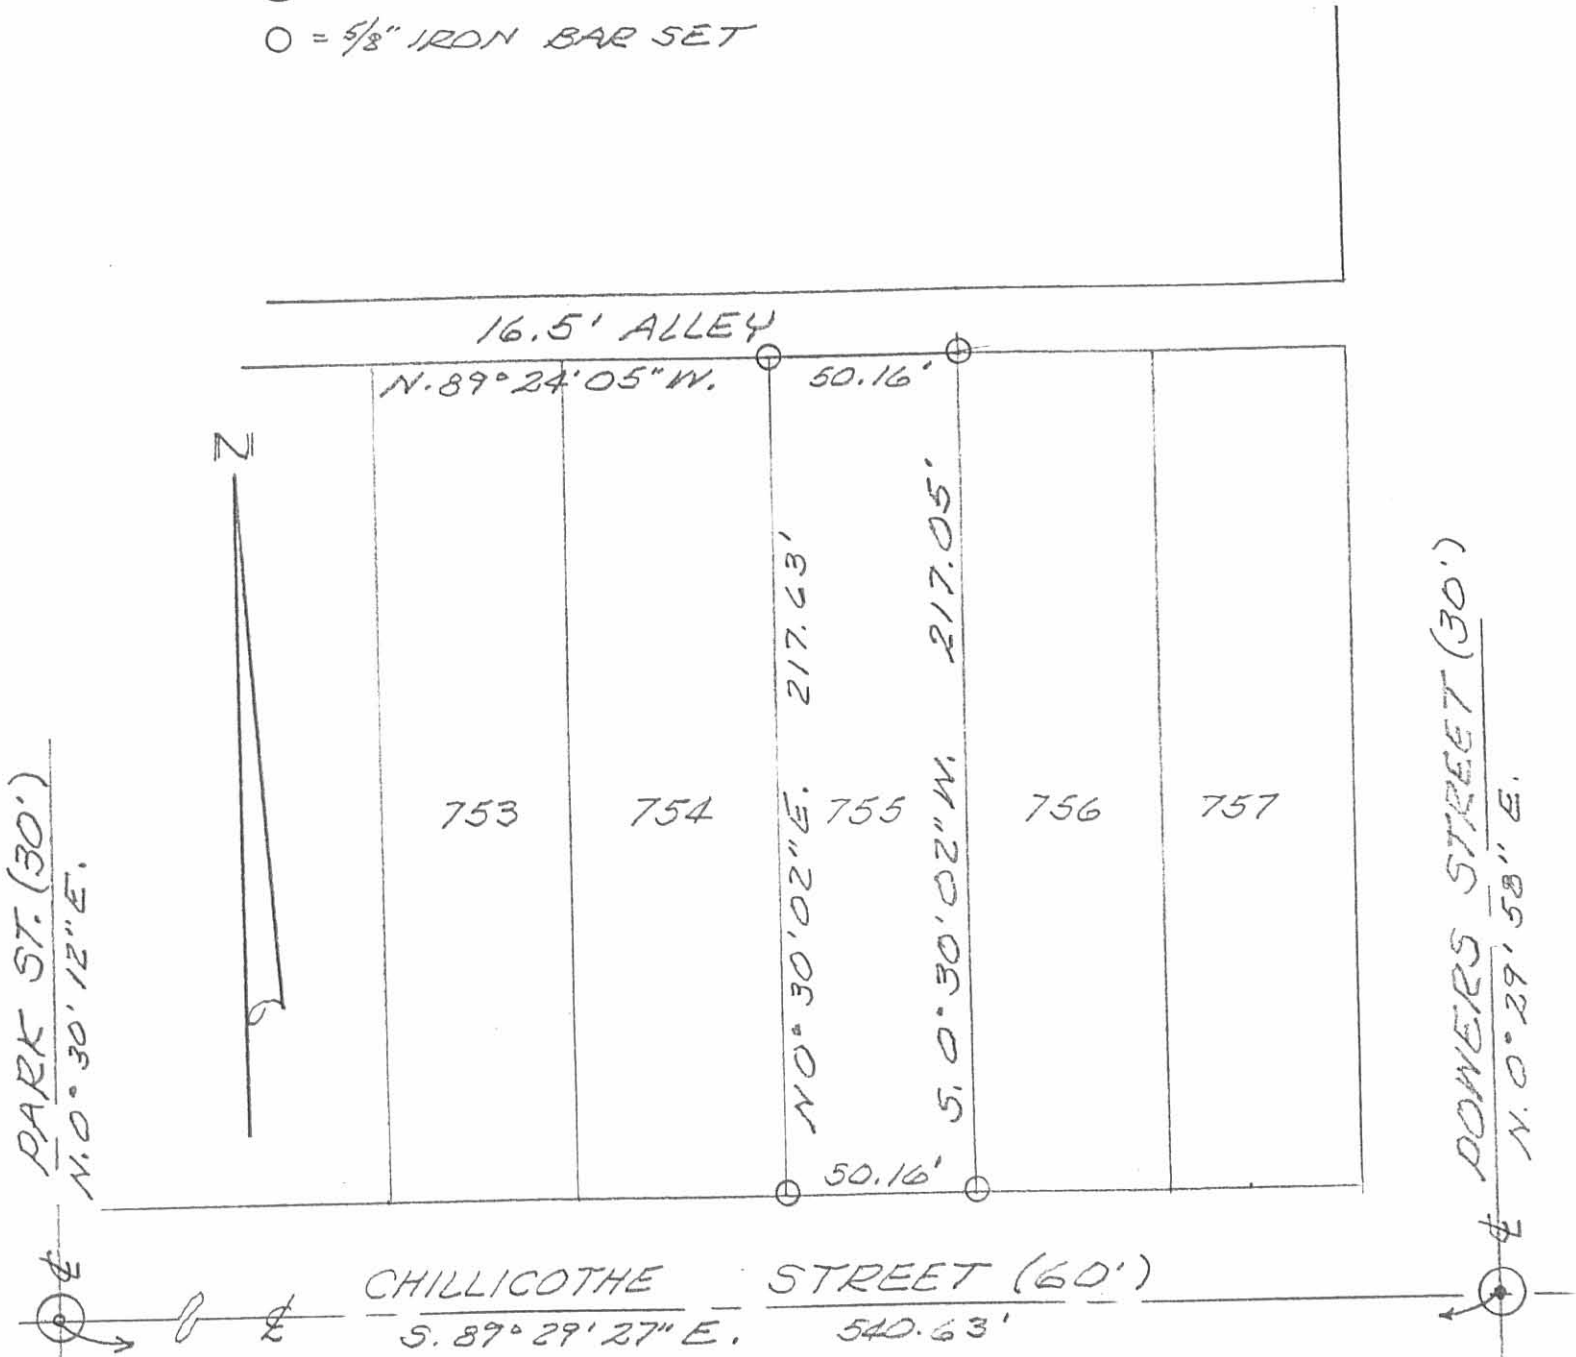 O = 5/8" IRON BAR SET
16.5' ALLEY
N. 89° 24' 05" W. 50.16'
N
N 0° 30' 02" E. 217.63'
S. 0° 30' 02" W. 217.05'
753 754 755 756 757
PARK ST. (30')
N. 0° 30' 12" E.
POWERS STREET (30')
N. 0° 29' 58" E.
50.16'
℄
℄
CHILLICOTHE STREET (60')
℄
S. 89° 29' 27" E. 540.63'